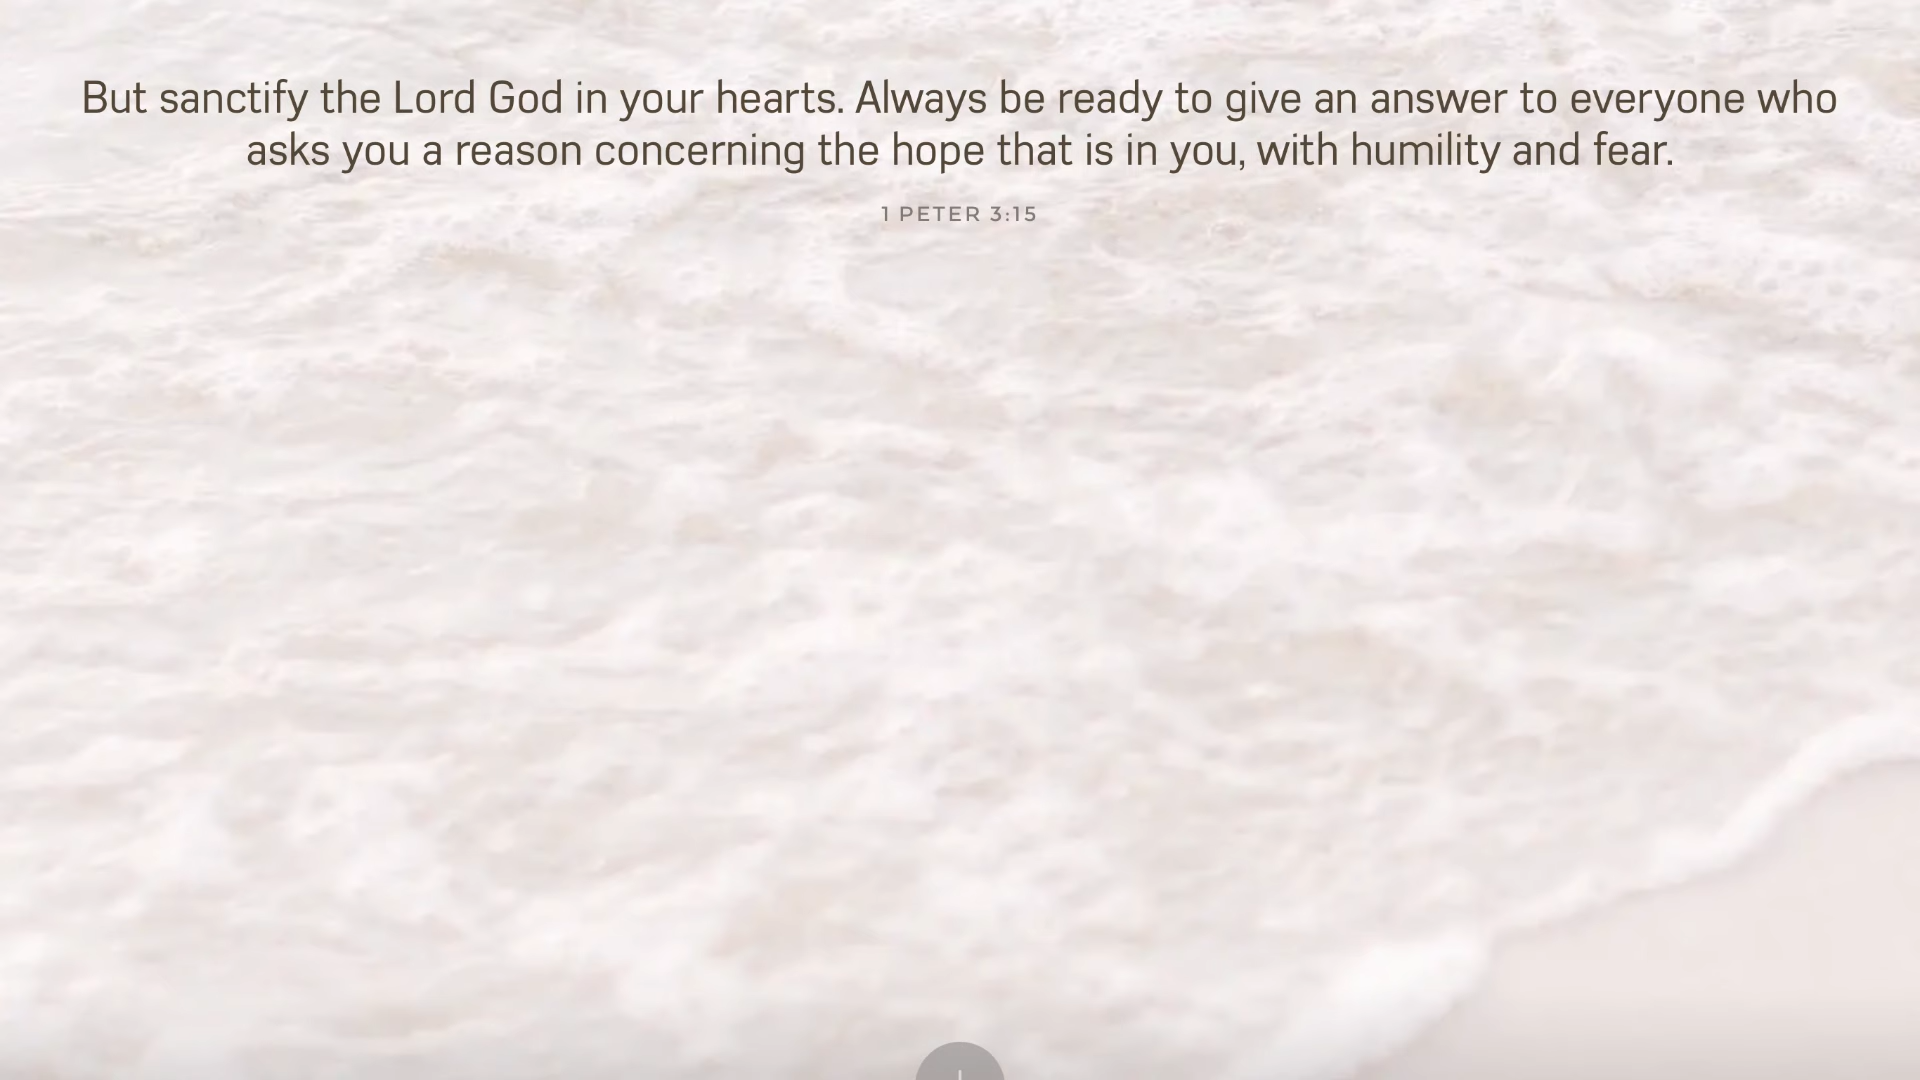 But sanctify the Lord God in your hearts. Always be ready to give an answer to everyone who
asks you a reason concerning the hope that is in you, with humility and fear.
1 PETER 3:15